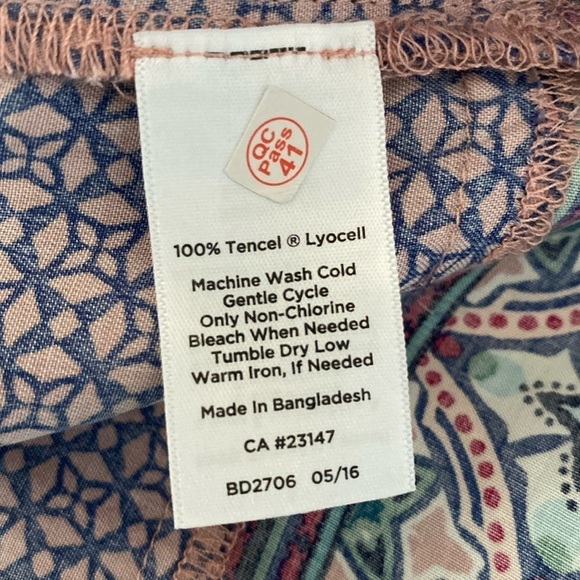 QC
Pass
41
100% Tencel ® Lyocell
Machine Wash Cold
Gentle Cycle
Only Non-Chlorine
Bleach When Needed
Tumble Dry Low
Warm Iron, If Needed
Made In Bangladesh
CA #23147
BD2706 05/16